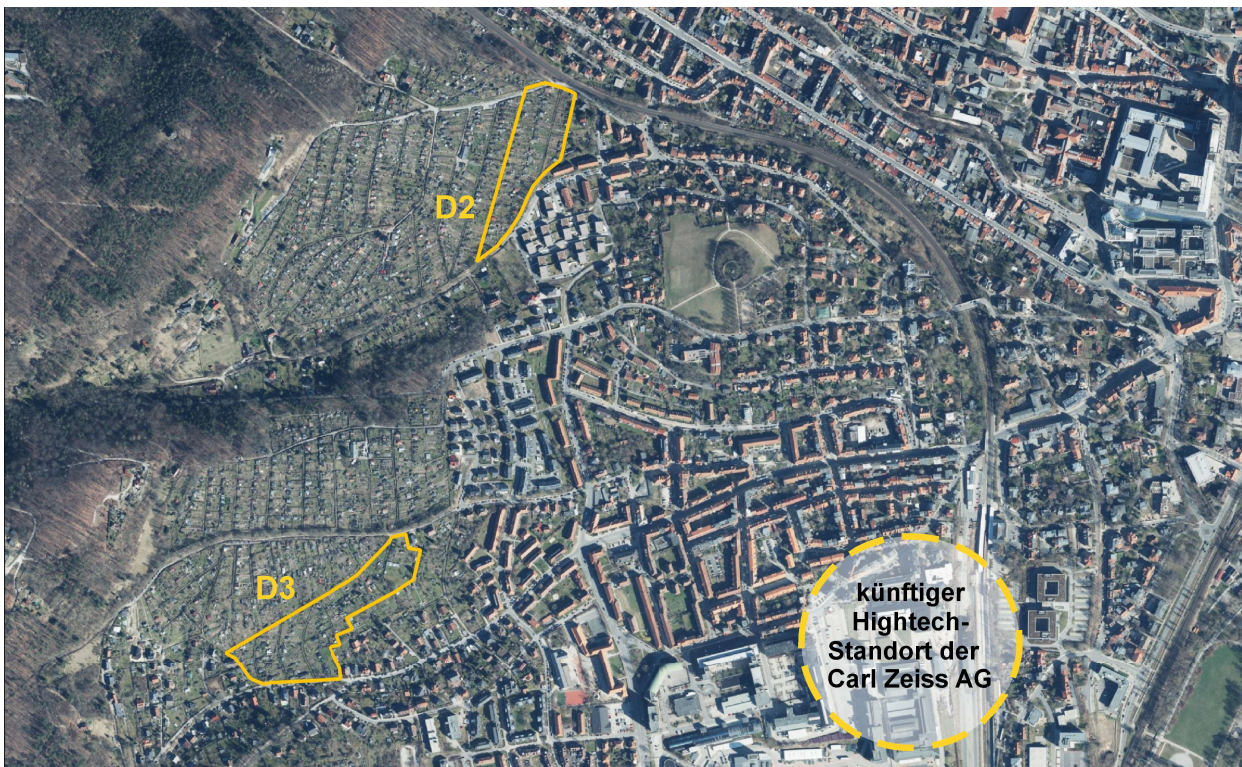 D2
D3
künftiger
Hightech-
Standort der
Carl Zeiss AG